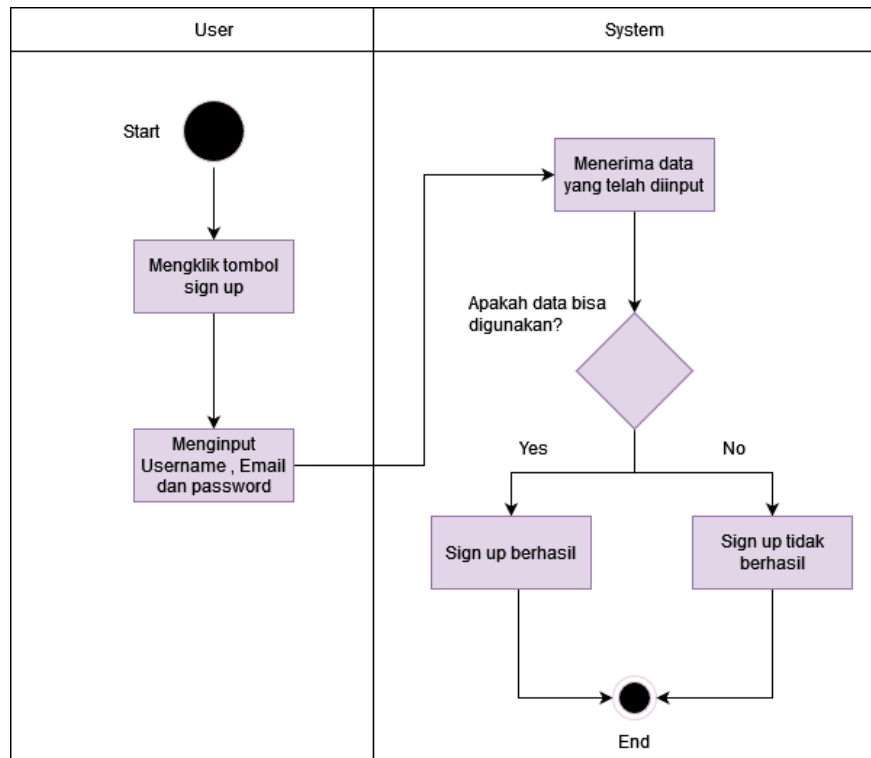 User
System
Start
Mengklik tombol
sign up
Menginput
Username , Email
dan password
Menerima data
yang telah diinput
Apakah data bisa
digunakan?
Yes
No
Sign up berhasil
Sign up tidak
berhasil
End